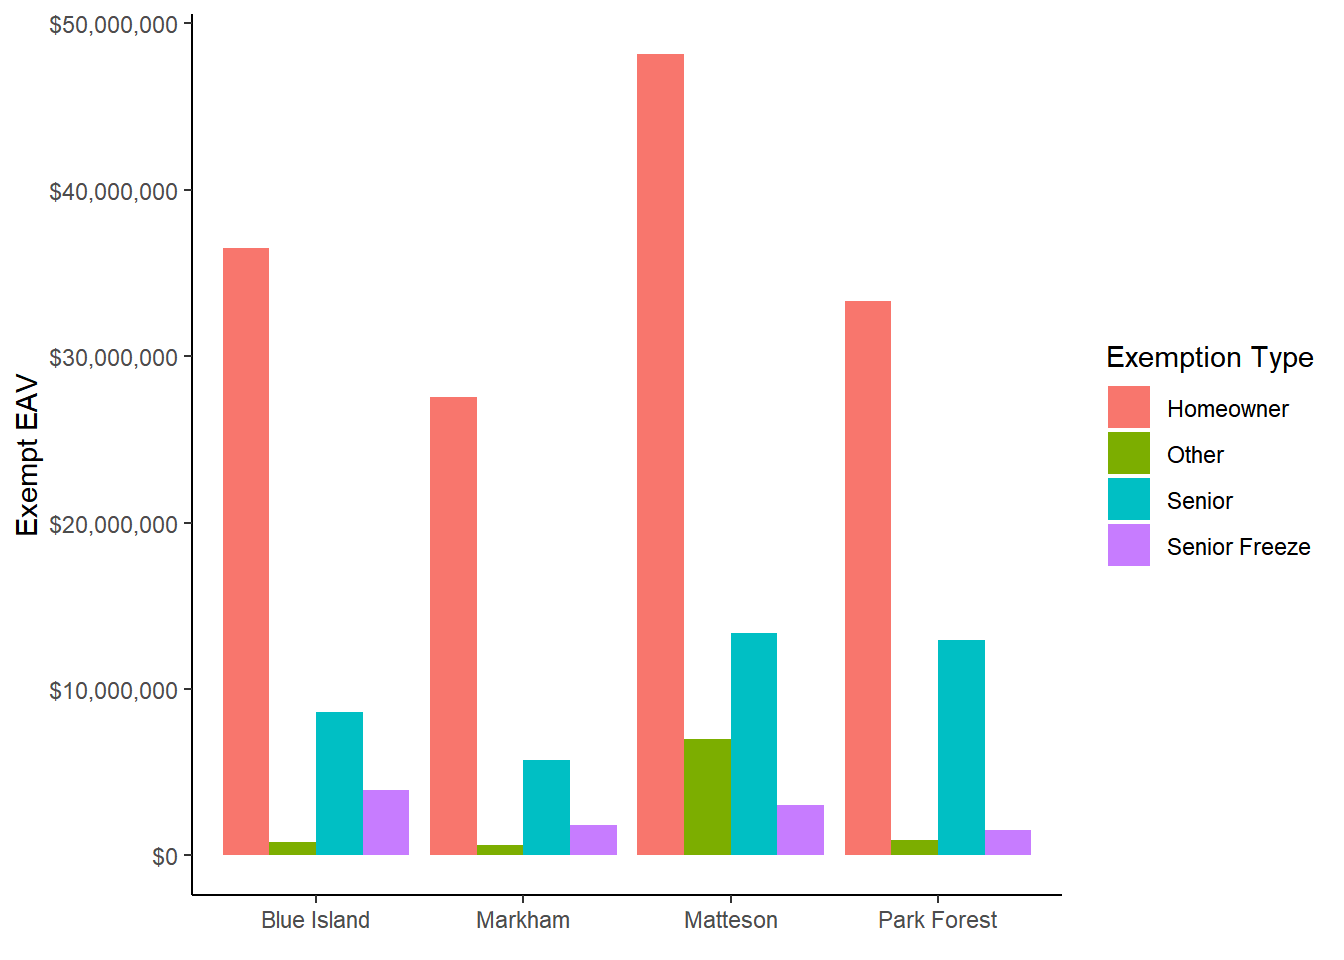 $50,000,000
$40,000,000
$30,000,000
$20,000,000
$10,000,000
$0
Exempt EAV
Blue Island
Markham
Matteson
Park Forest
Exemption Type
Homeowner
Other
Senior
Senior Freeze